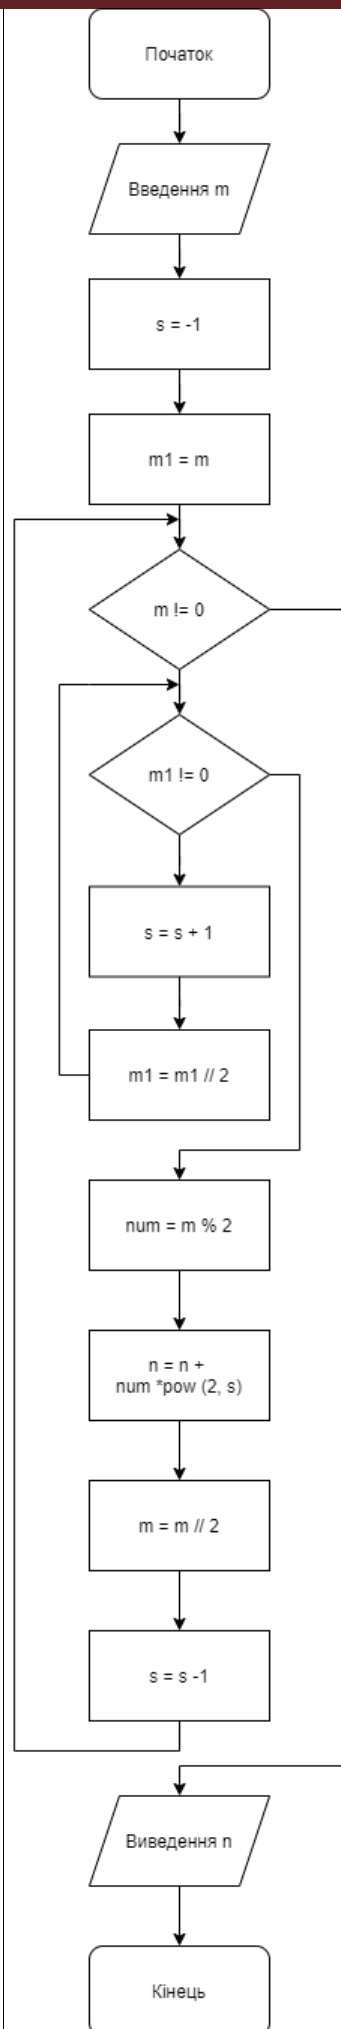 Початок
Введення m
s = -1
m1 = m
m != 0
m1 != 0
s = s + 1
m1 = m1 // 2
num = m % 2
n = n +
num *pow (2, s)
m = m // 2
s = s -1
Виведення n
Кінець